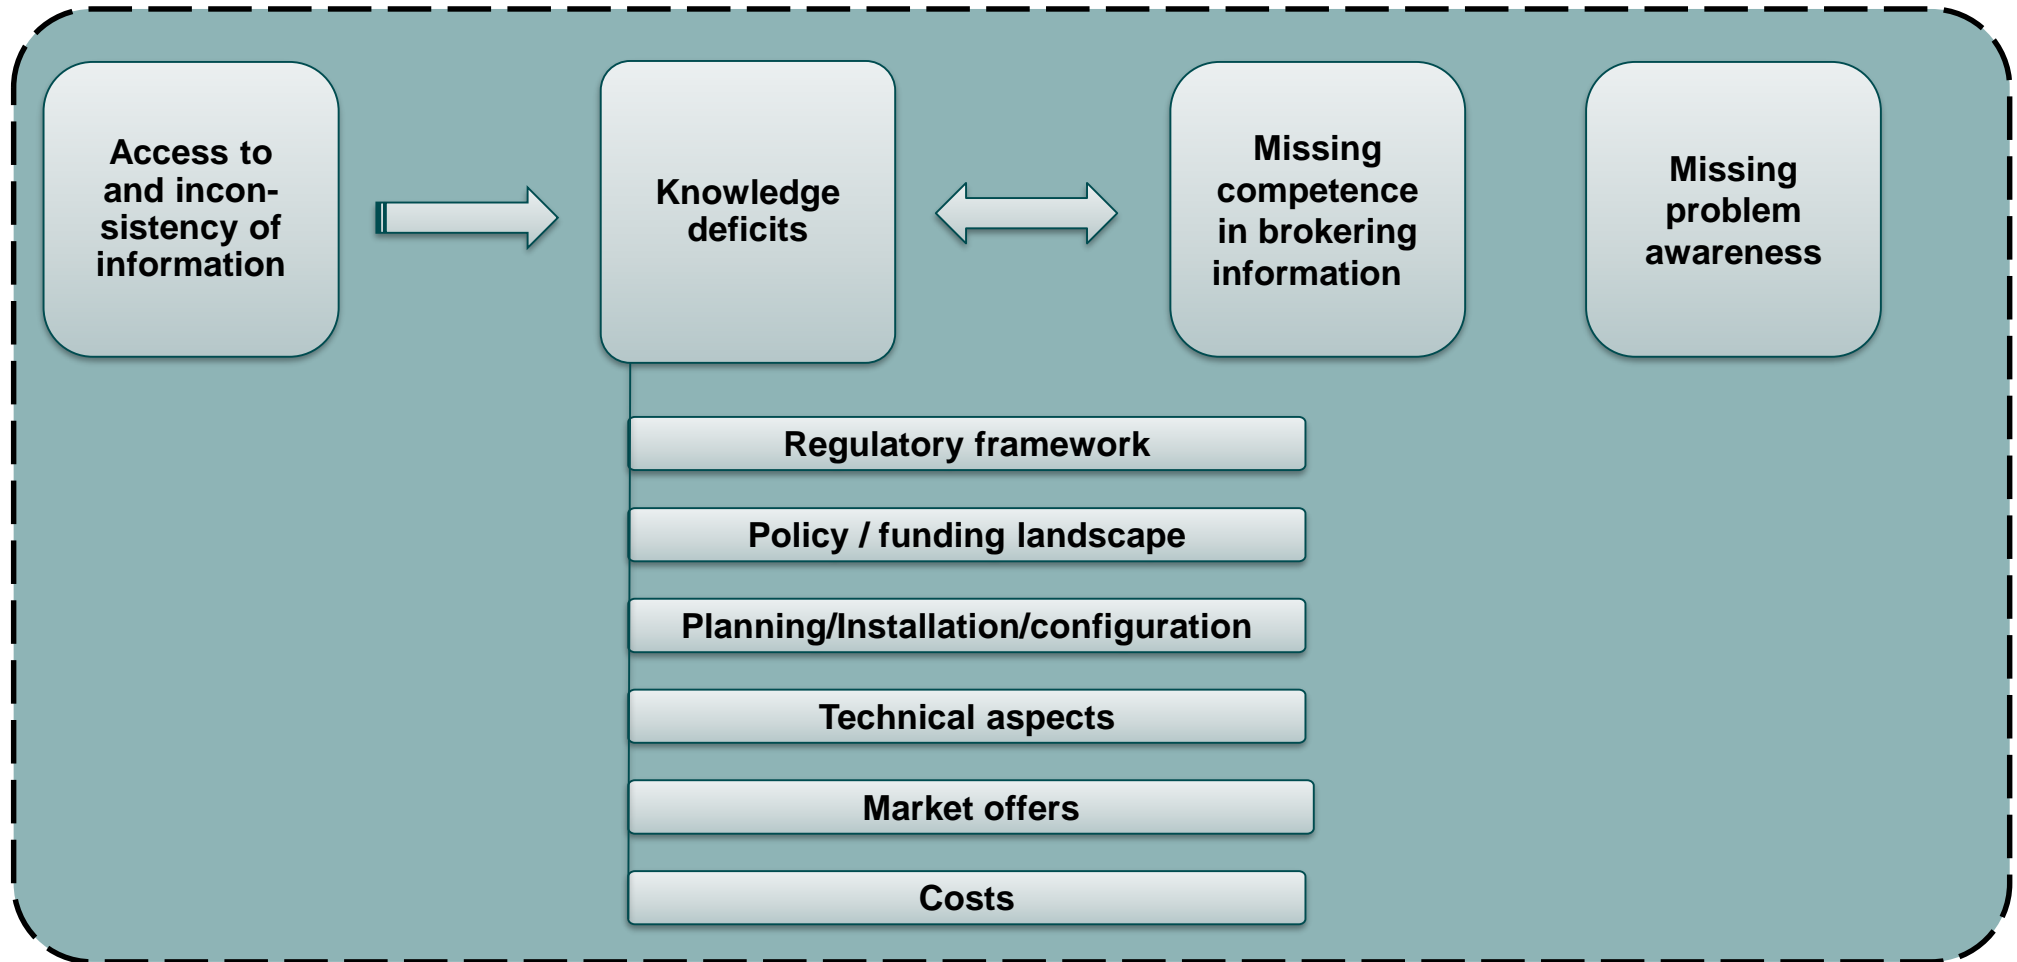 Access to
and incon-
sistency of
information
Knowledge
deficits
Missing
competence
in brokering
information
Missing
problem
awareness
Regulatory framework
Policy / funding landscape
Planning/Installation/configuration
Technical aspects
Market offers
Costs